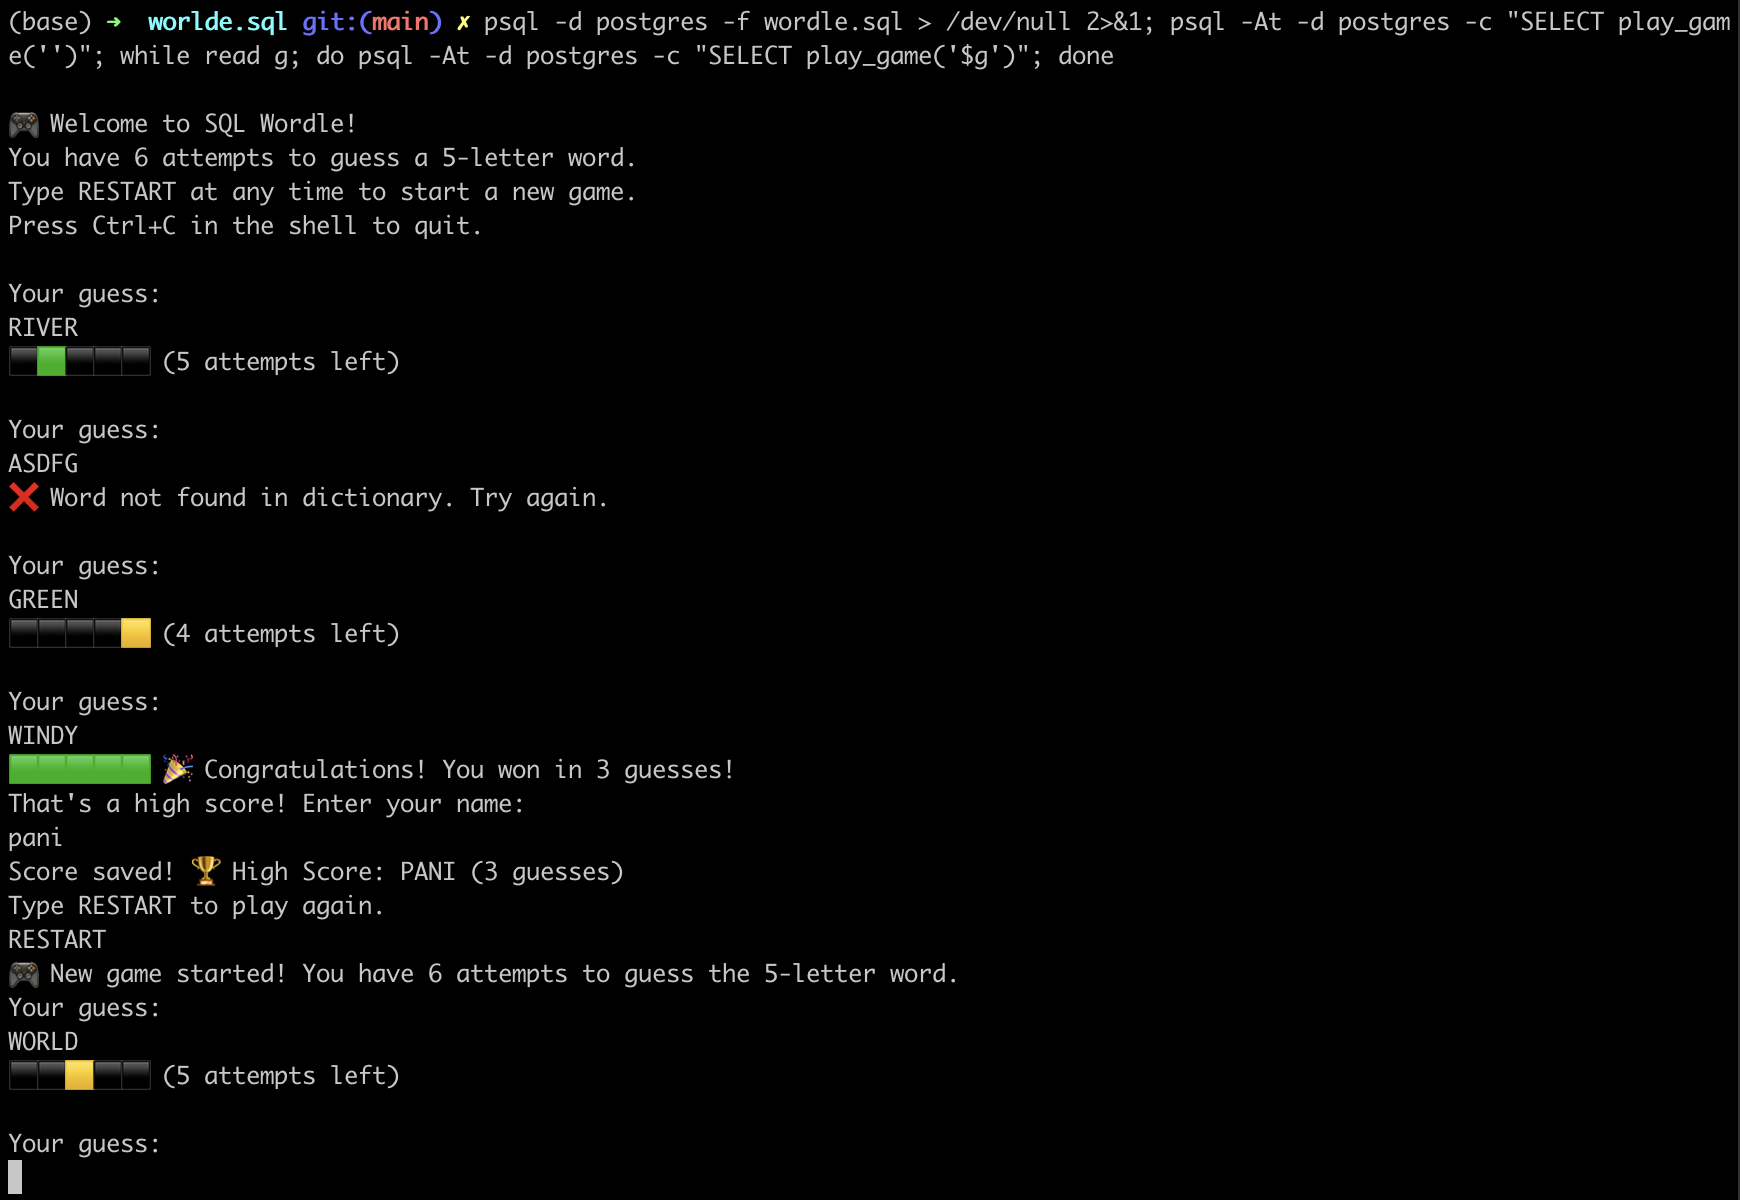 (base) ➜  worlde.sql git:(main) ✗ psql -d postgres -f wordle.sql > /dev/null 2>&1; psql -At -d postgres -c "SELECT play_gam
e('')"; while read g; do psql -At -d postgres -c "SELECT play_game('$g')"; done
🎮 Welcome to SQL Wordle!
You have 6 attempts to guess a 5-letter word.
Type RESTART at any time to start a new game.
Press Ctrl+C in the shell to quit.
Your guess:
RIVER
⬛🟩⬛⬛⬛ (5 attempts left)
Your guess:
ASDFG
❌ Word not found in dictionary. Try again.
Your guess:
GREEN
⬛⬛⬛⬛🟨 (4 attempts left)
Your guess:
WINDY
🟩🟩🟩🟩🟩 🎉 Congratulations! You won in 3 guesses!
That's a high score! Enter your name:
pani
Score saved! 🏆 High Score: PANI (3 guesses)
Type RESTART to play again.
RESTART
🎮 New game started! You have 6 attempts to guess the 5-letter word.
Your guess:
WORLD
⬛⬛🟨⬛⬛ (5 attempts left)
Your guess: